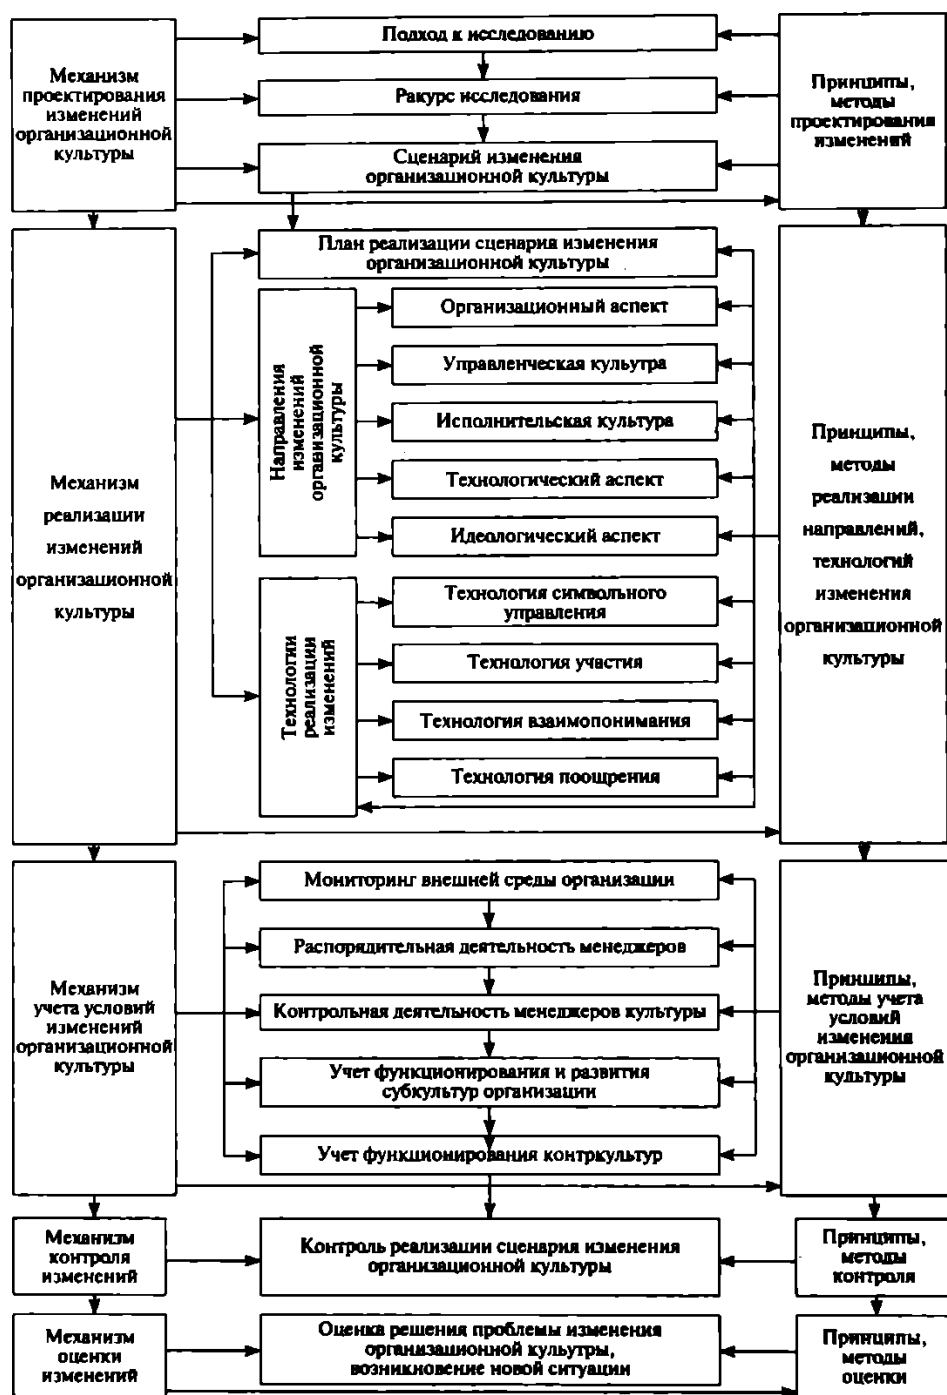 Механизм
проектирования
изменений
организационной
культуры
Подход к исследованию
Ракурс исследования
Сценарий изменения
организационной культуры
Принципы,
методы
проектирования
изменений
Механизм
реализации
изменений
организационной
культуры
План реализации сценария изменения
организационной культуры
Направления
изменений
организационной
культуры
Организационный аспект
Управленческая кульутра
Исполнительская культура
Технологический аспект
Идеологический аспект
Технологии
реализации
изменений
Технология символьного
управления
Технология участия
Технология взаимопонимания
Технология поощрения
Принципы,
методы
реализации
направлений,
технологий
изменения
организационной
культуры
Механизм
учета условий
изменений
организационной
культуры
Мониторинг внешней среды организации
Распорядительная деятельность менеджеров
Контрольная деятельность менеджеров культуры
Учет функционирования и развития
субкультур организации
Учет функционирования контркультур
Принципы,
методы учета
условий
изменения
организационной
культуры
Механизм
контроля
изменений
Контроль реализации сценария изменения
организационной культуры
Принципы,
методы
контроля
Механизм
оценки
изменений
Оценка решения проблемы изменения
организационной кульутры,
возникновение новой ситуации
Принципы,
методы
оценки